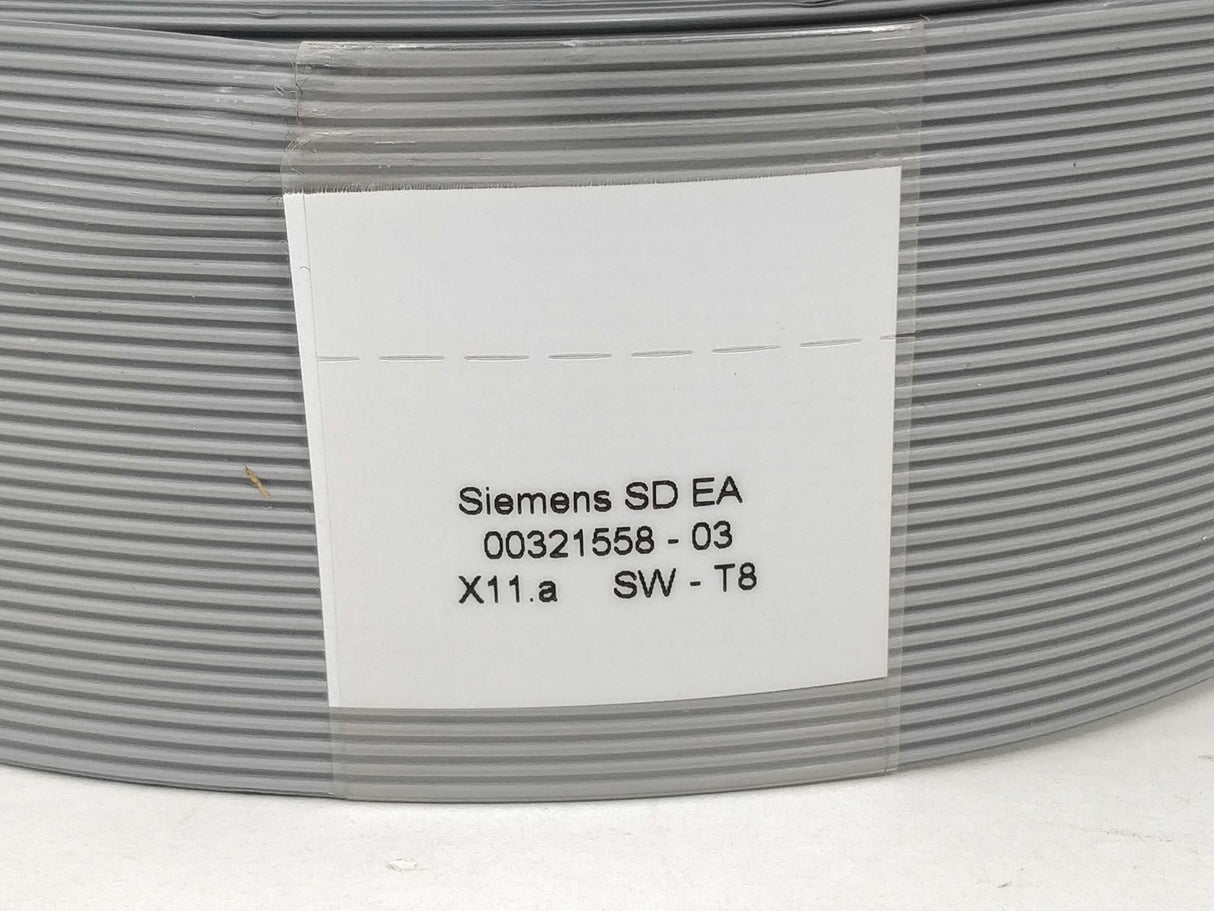 Siemens SD EA
00321558 - 03
X11.a SW - T8